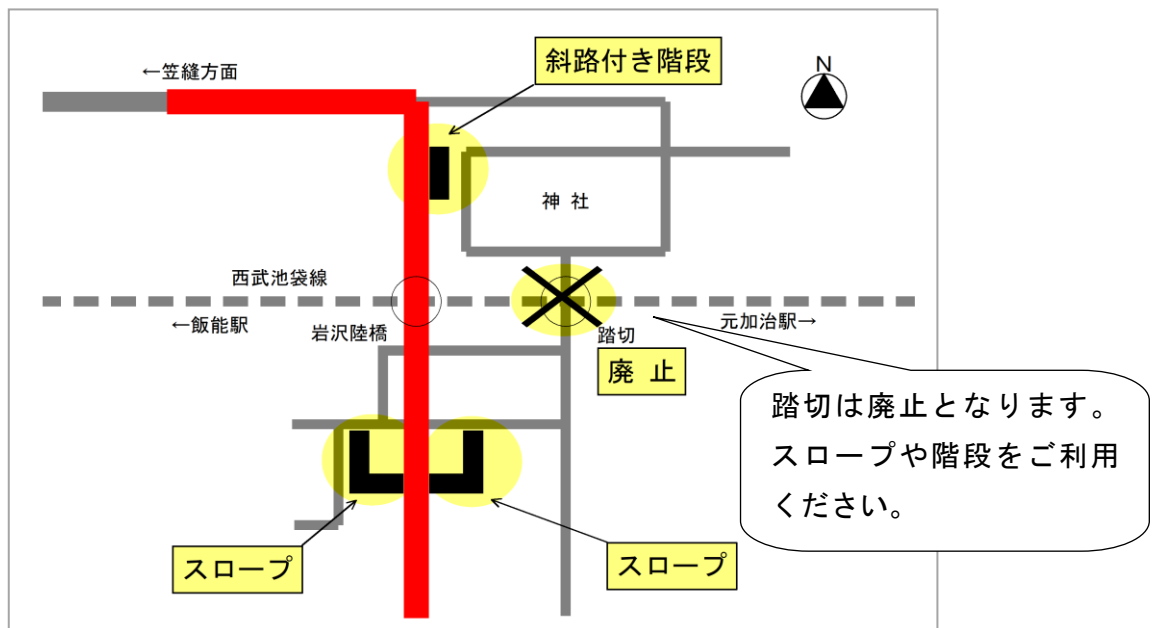 斜路付き階段
←笠縫方面
N
神 社
西武池袋線
←飯能駅
岩沢陸橋
踏切
元加治駅→
廃 止
踏切は廃止となります。
スロープや階段をご利用
ください。
スロープ
スロープ